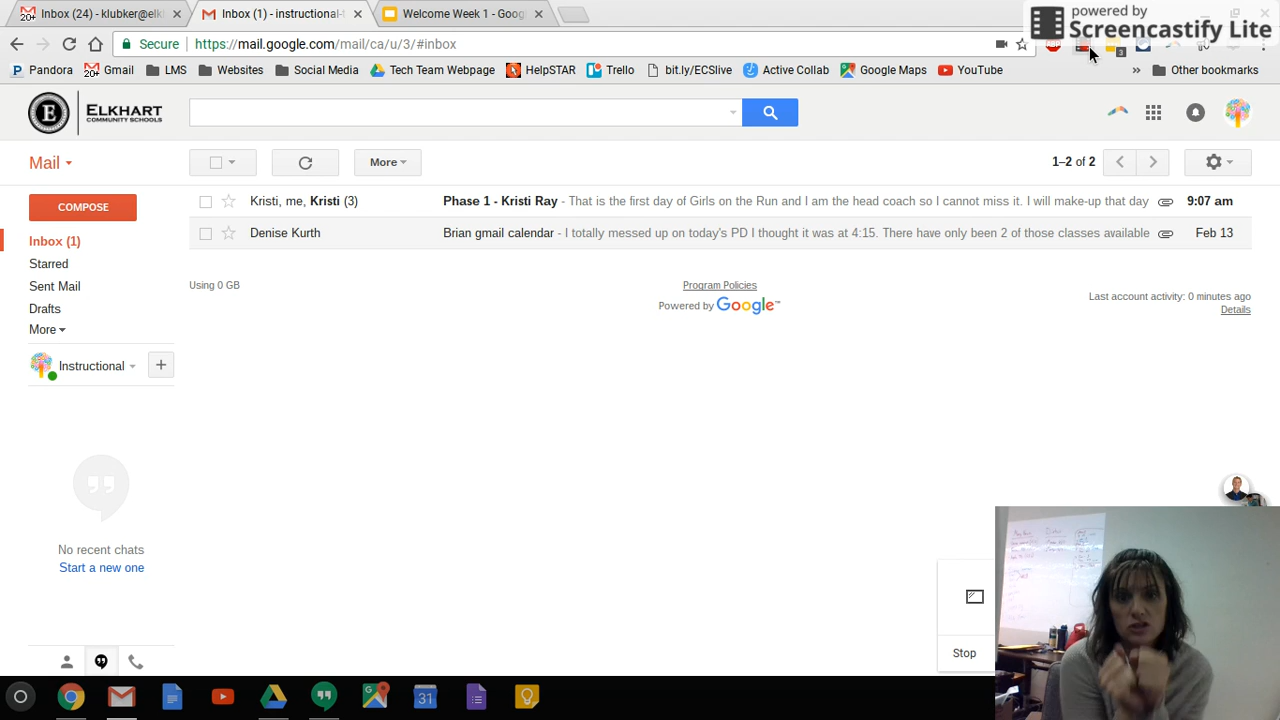 powered by
Screencastify Lite
Inbox (24) - klubker@elk
Inbox (1) - instructional-t
Welcome Week 1 - Goog
20+
Secure
https://mail.google.com/mail/ca/u/3/#inbox
3
Pandora
20+
Gmail
LMS
Websites
Social Media
Tech Team Webpage
HelpSTAR
Trello
bit.ly/ECSlive
Active Collab
Google Maps
YouTube
»
Other bookmarks
E
ELKHART
COMMUNITY SCHOOLS
Mail
More
1–2 of 2
COMPOSE
Kristi, me, Kristi (3)
Phase 1 - Kristi Ray - That is the first day of Girls on the Run and I am the head coach so I cannot miss it. I will make-up that day
9:07 am
Denise Kurth
Brian gmail calendar - I totally messed up on today's PD I thought it was at 4:15. There have only been 2 of those classes available
Feb 13
Inbox (1)
Starred
Sent Mail
Drafts
More
Using 0 GB
Program Policies
Powered by Google™
Last account activity: 0 minutes ago
Details
Instructional
+
No recent chats
Start a new one
Stop
31